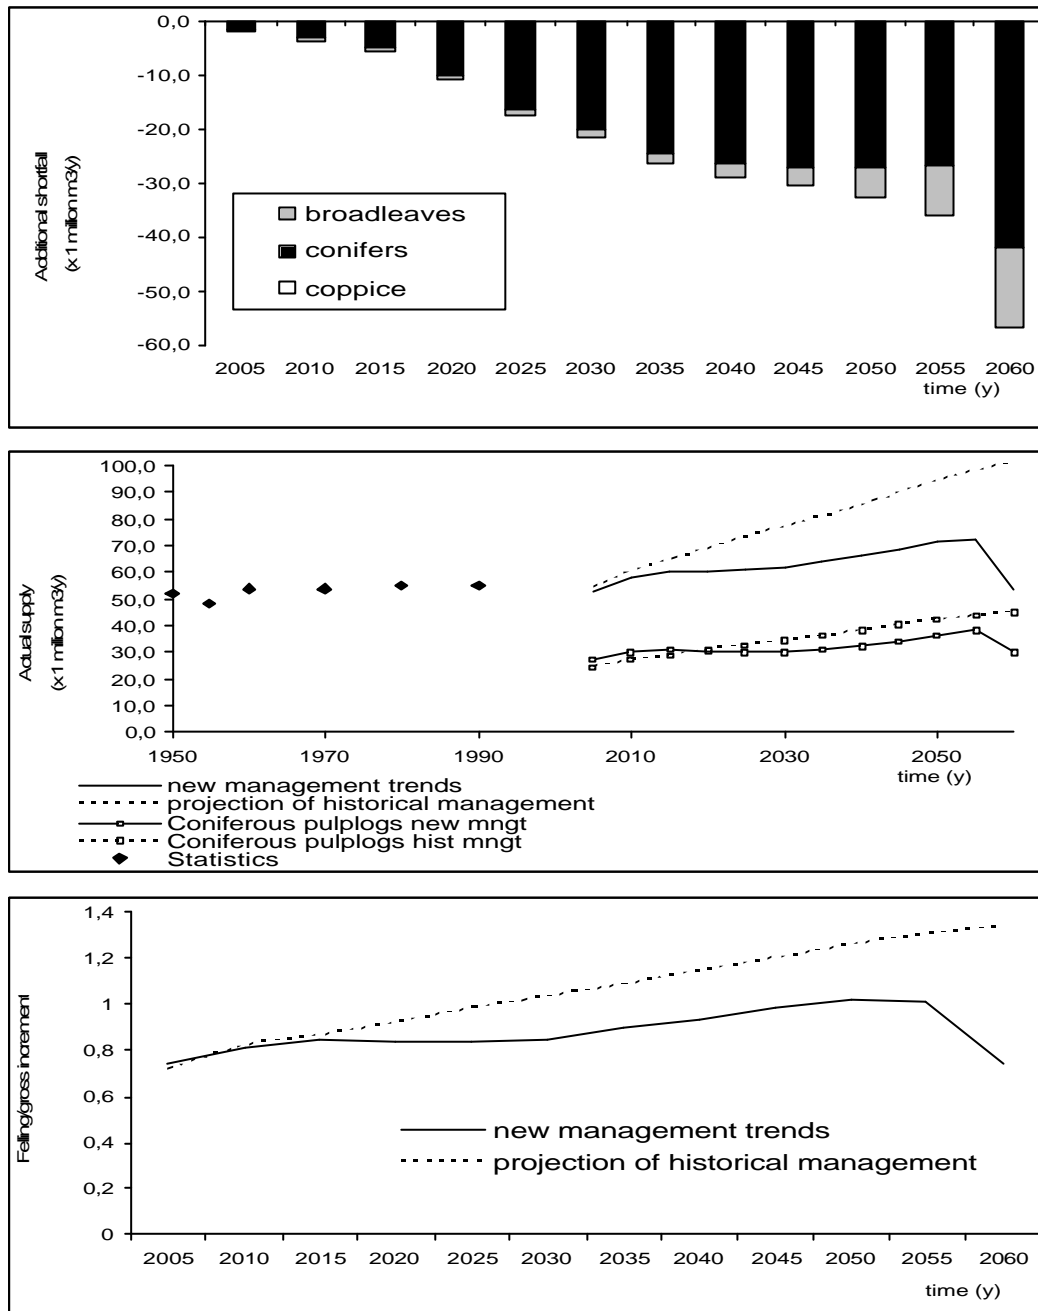 0,0
-10,0
-20,0
-30,0
-40,0
-50,0
-60,0
Additional shortfall
(x 1 million m3/y)
broadleaves
conifers
coppice
2005 2010 2015 2020 2025 2030 2035 2040 2045 2050 2055 2060
time (y)
100,0
90,0
80,0
70,0
60,0
50,0
40,0
30,0
20,0
10,0
0,0
Actual supply
(x 1 million m3/y)
1950 1970 1990 2010 2030 2050
time (y)
new management trends
projection of historical management
Coniferous pulplogs new mngt
Coniferous pulplogs hist mngt
Statistics
1,4
1,2
1
0,8
0,6
0,4
0,2
0
Felling/gross increment
new management trends
projection of historical management
2005 2010 2015 2020 2025 2030 2035 2040 2045 2050 2055 2060
time (y)